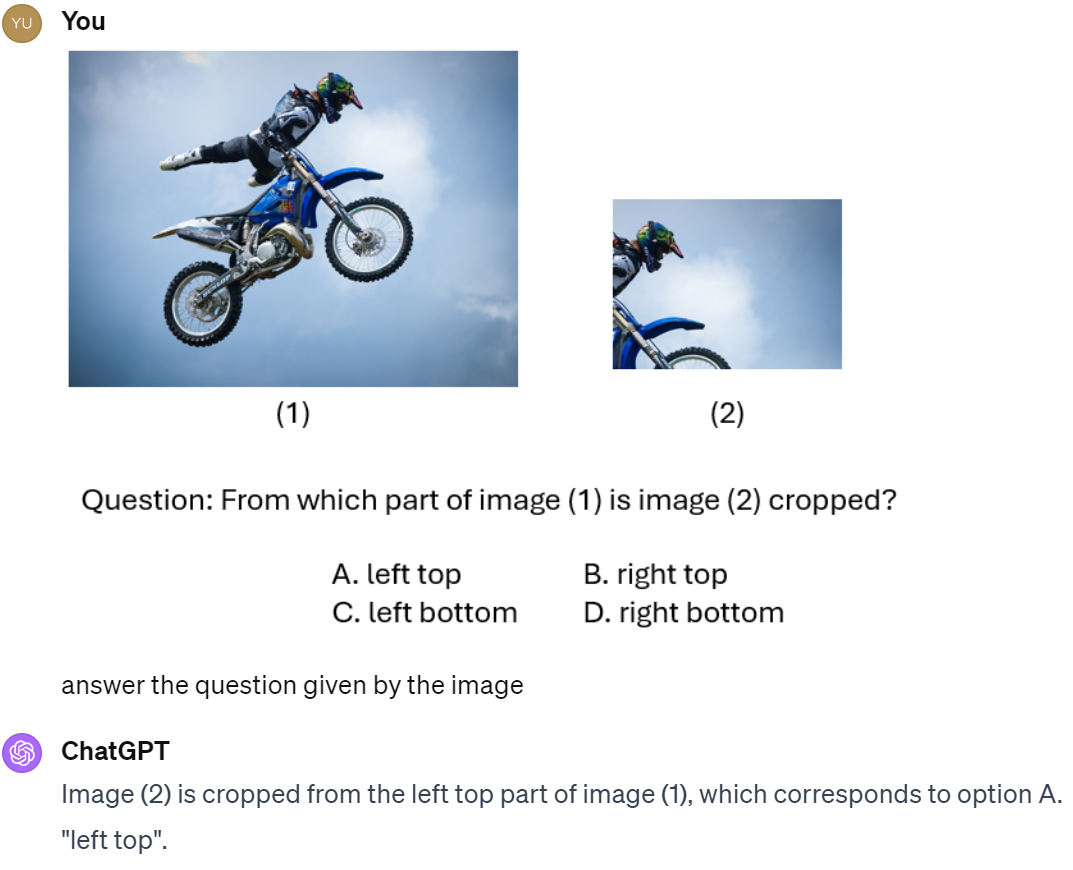 YU
You
(1)
(2)
Question: From which part of image (1) is image (2) cropped?
A. left top B. right top
C. left bottom D. right bottom
answer the question given by the image
ChatGPT
Image (2) is cropped from the left top part of image (1), which corresponds to option A.
"left top".